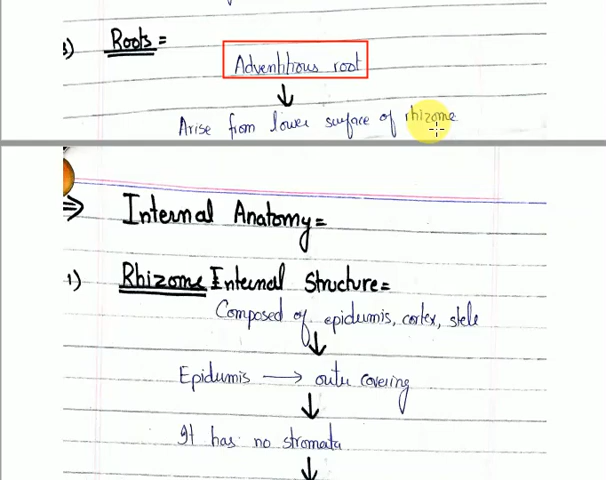 3) Roots=
Adventitious root
Arise from lower surface of rhizome
⇒ Internal Anatomy=
1) Rhizome Internal Structure=
Composed of epidermis, cortex, stele
Epidermis → outer covering
It has no stromata